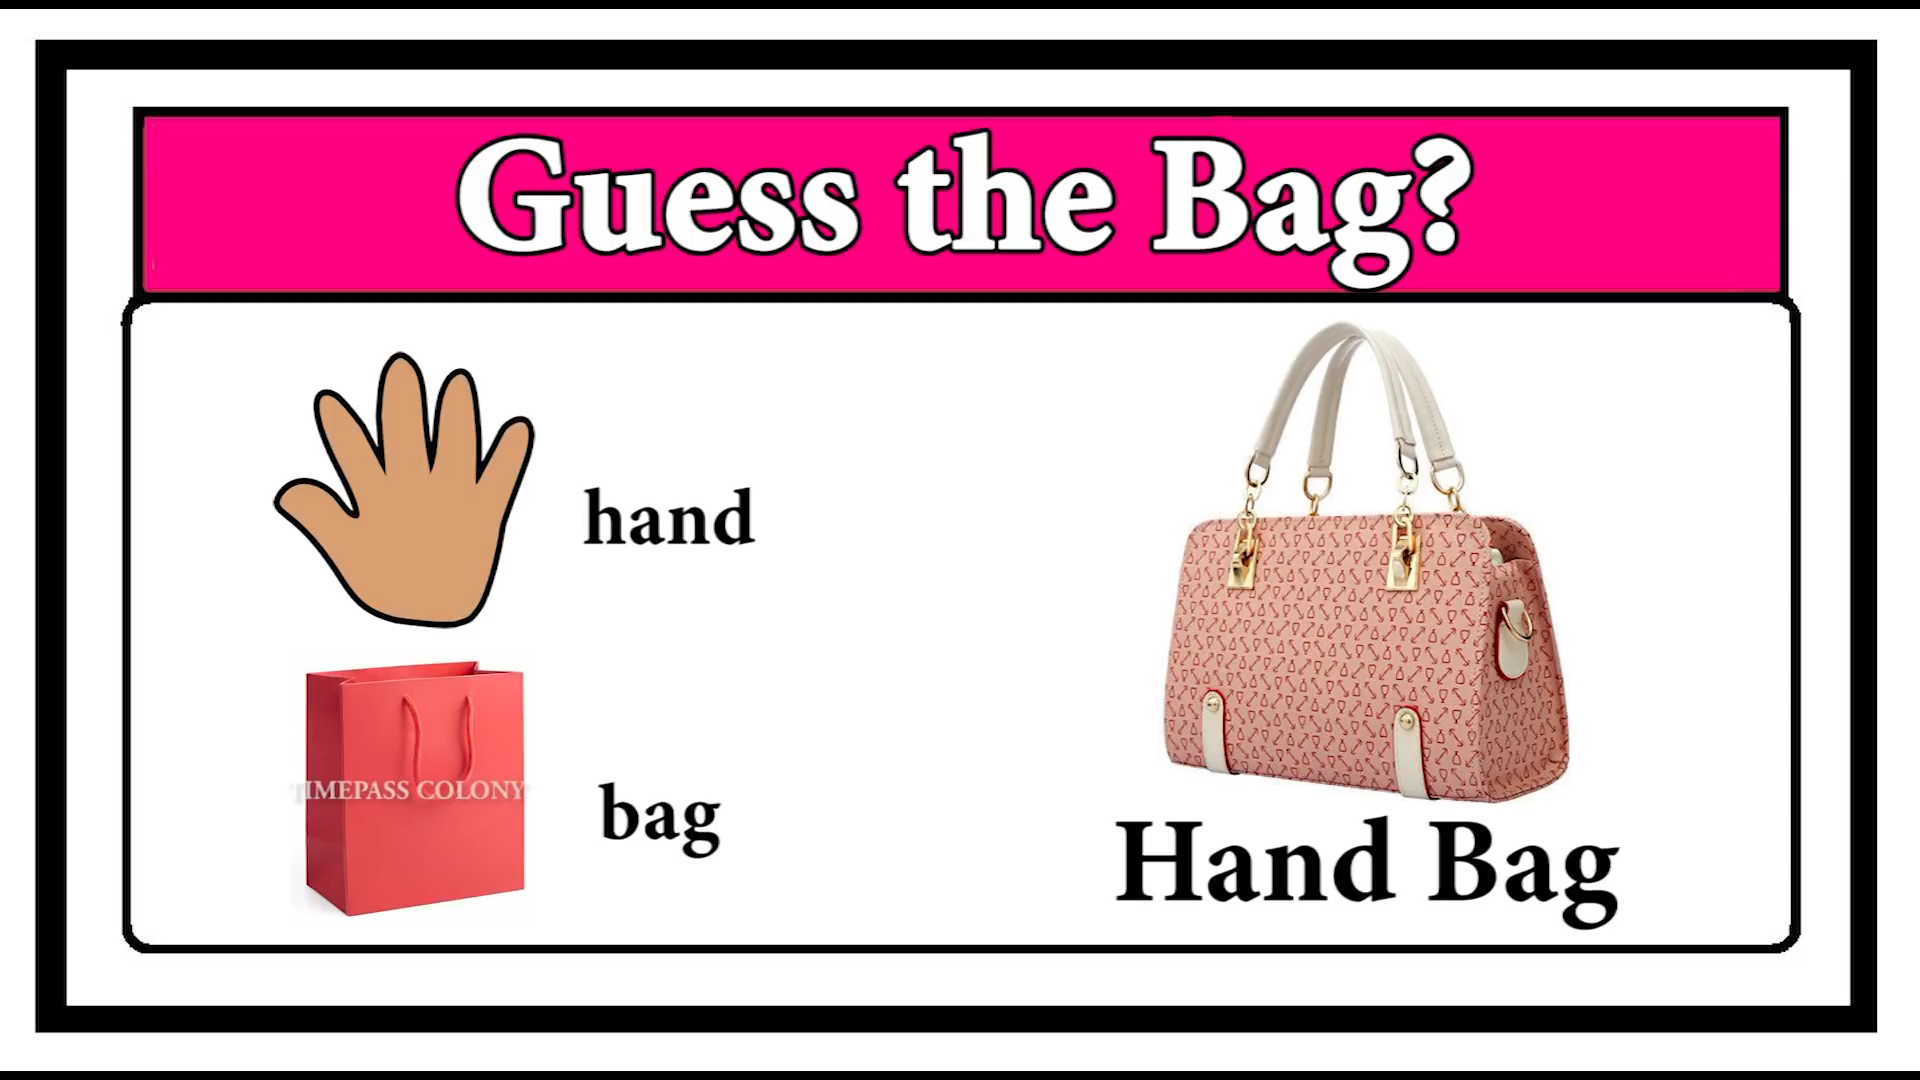 Guess the Bag?
hand
TIMEPASS COLONY
bag
Hand Bag